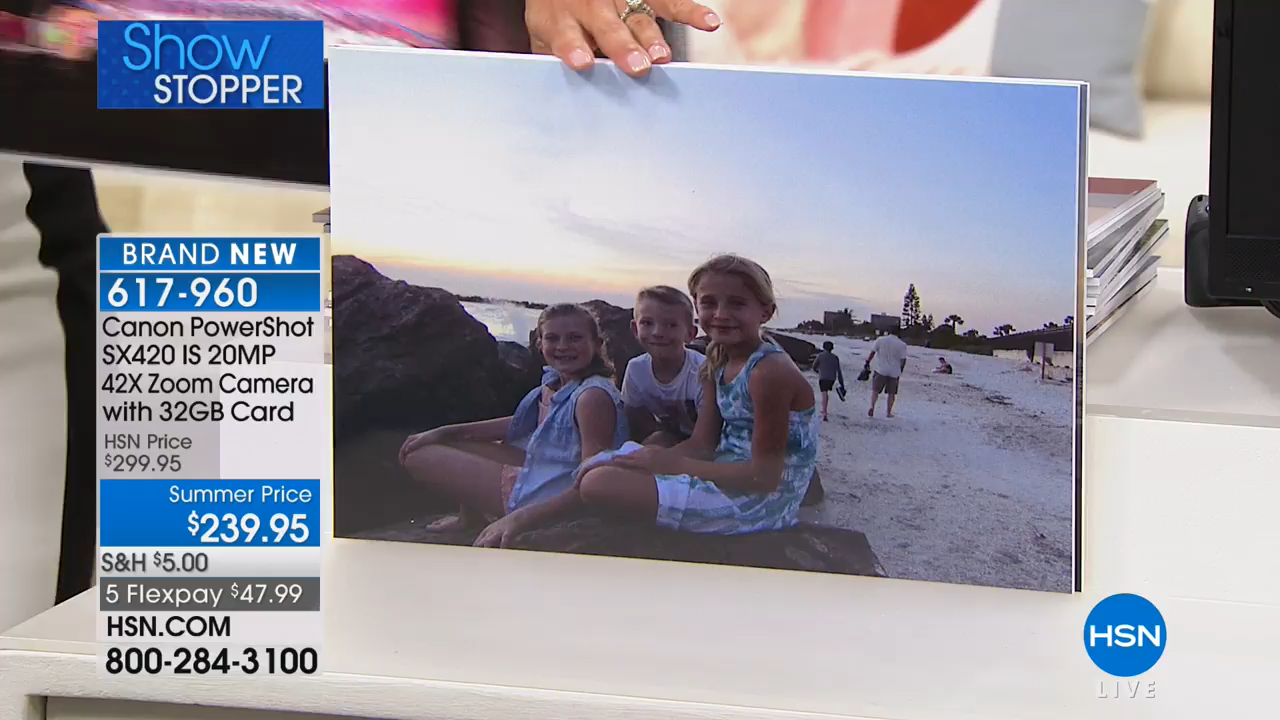 Show
STOPPER
BRAND NEW
617-960
Canon PowerShot
SX420 IS 20MP
42X Zoom Camera
with 32GB Card
HSN Price
$299.95
Summer Price
$239.95
S&H $5.00
5 Flexpay $47.99
HSN.COM
800-284-3100
HSN
LIVE